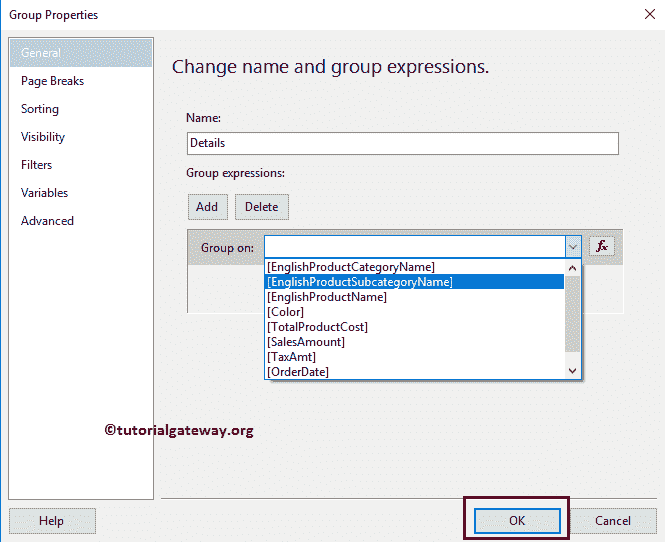 Group Properties
General
Page Breaks
Sorting
Visibility
Filters
Variables
Advanced
Change name and group expressions.
Name:
Details
Group expressions:
Add Delete
Group on: fx
[EnglishProductCategoryName]
[EnglishProductSubcategoryName]
[EnglishProductName]
[Color]
[TotalProductCost]
[SalesAmount]
[TaxAmt]
[OrderDate]
©tutorialgateway.org
Help OK Cancel